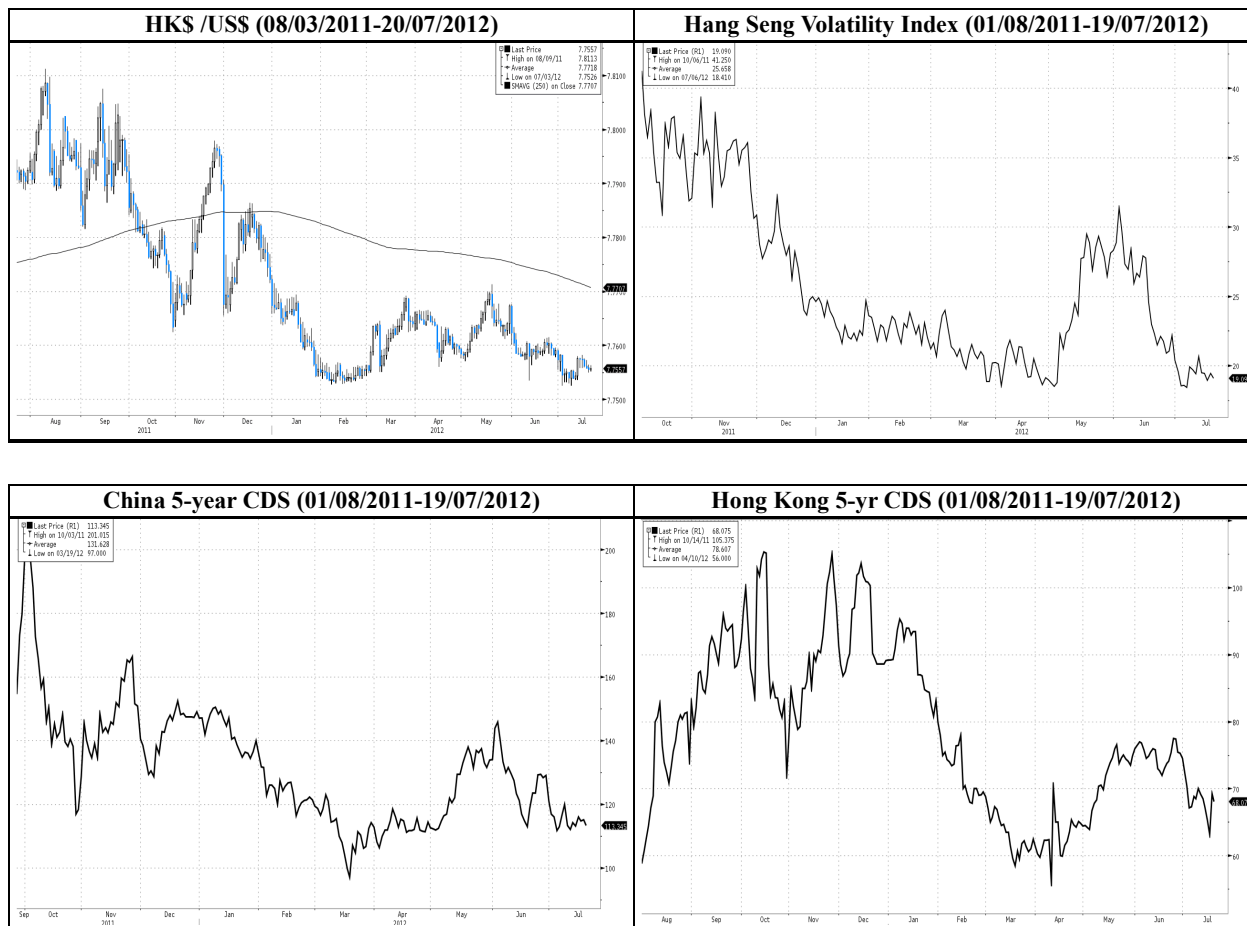 HK$ /US$ (08/03/2011-20/07/2012)
Last Price 7.7557
High on 08/09/11 7.8113
Average 7.7718
Low on 07/03/12 7.7526
SMAVG (250) on Close 7.7707
7.8100
7.8000
7.7900
7.7800
7.7707
7.7700
7.7600
7.7557
7.7500
Aug Sep Oct Nov Dec Jan Feb Mar Apr May Jun Jul
2011 2012
Hang Seng Volatility Index (01/08/2011-19/07/2012)
Last Price (R1) 19.090
High on 10/06/11 41.250
Average 25.658
Low on 07/06/12 18.410
40
35
30
25
20
19.09
Oct Nov Dec Jan Feb Mar Apr May Jun Jul
2011 2012
China 5-year CDS (01/08/2011-19/07/2012)
Last Price (R1) 113.345
High on 10/03/11 201.015
Average 131.628
Low on 03/19/12 97.000
200
180
160
140
120
113.345
100
Sep Oct Nov Dec Jan Feb Mar Apr May Jun Jul
2011 2012
Hong Kong 5-yr CDS (01/08/2011-19/07/2012)
Last Price (R1) 68.075
High on 10/14/11 105.375
Average 78.607
Low on 04/10/12 56.000
100
90
80
70
68.07
60
Aug Sep Oct Nov Dec Jan Feb Mar Apr May Jun Jul
2011 2012